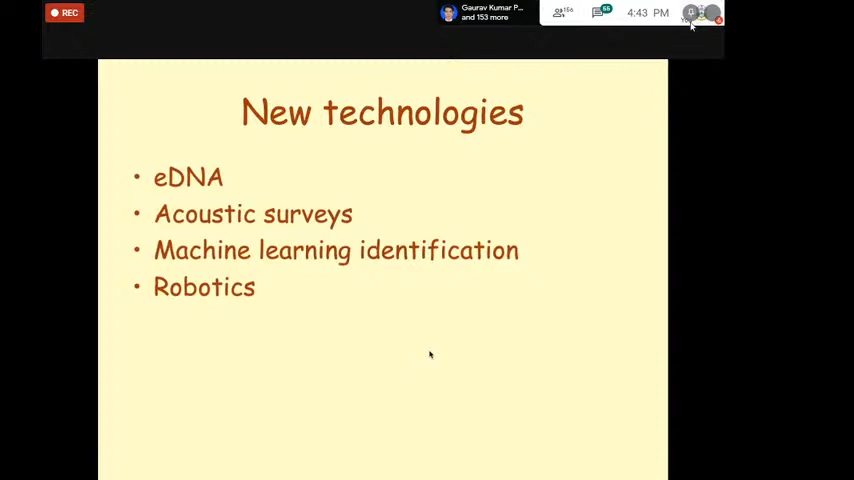 REC
Gaurav Kumar P...
and 153 more
156
65
4:43 PM
New technologies
• eDNA
• Acoustic surveys
• Machine learning identification
• Robotics